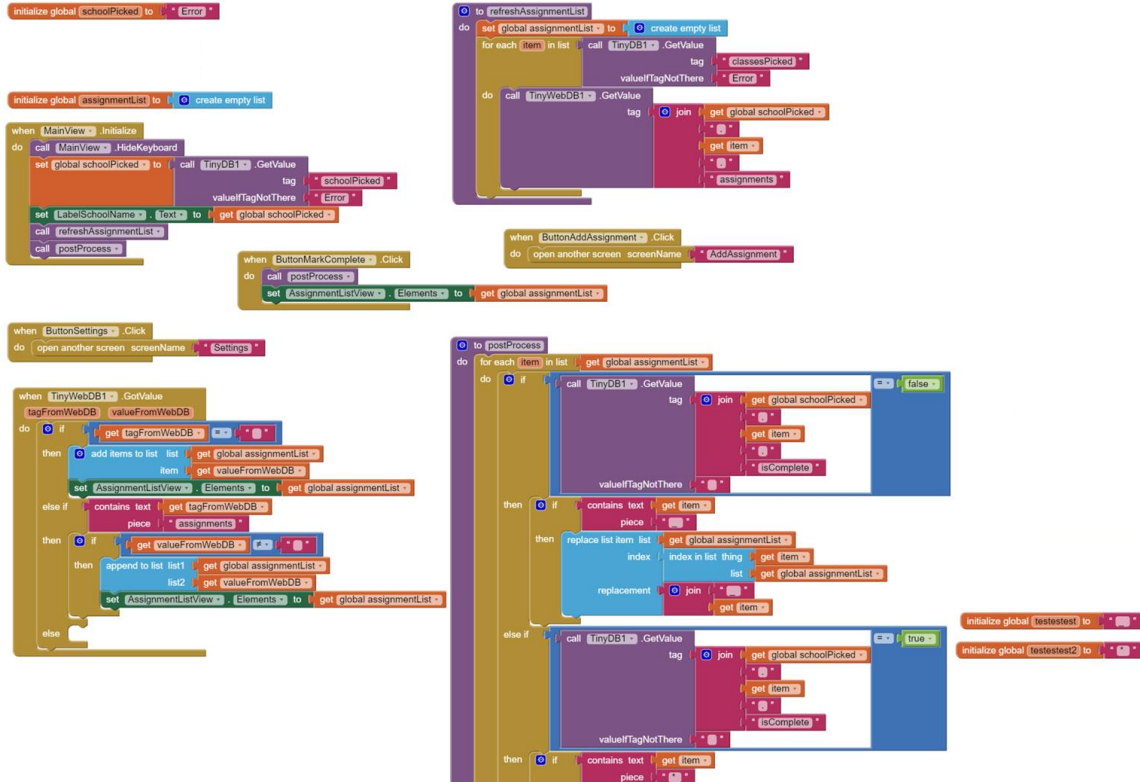 initialize global schoolPicked to " Error "
initialize global assignmentList to create empty list
when MainView .Initialize
do call MainView .HideKeyboard
set global schoolPicked to call TinyDB1 .GetValue
tag " schoolPicked "
valueIfTagNotThere " Error "
set LabelSchoolName . Text to get global schoolPicked
call refreshAssignmentList
call postProcess
when ButtonMarkComplete .Click
do call postProcess
set AssignmentListView . Elements to get global assignmentList
when ButtonSettings .Click
do open another screen screenName " Settings "
when TinyWebDB1 .GotValue
tagFromWebDB valueFromWebDB
do if get tagFromWebDB = " "
then add items to list list get global assignmentList
item get valueFromWebDB
set AssignmentListView . Elements to get global assignmentList
else if contains text get tagFromWebDB
piece " assignments "
then if get valueFromWebDB ≠ " "
then append to list list1 get global assignmentList
list2 get valueFromWebDB
set AssignmentListView . Elements to get global assignmentList
else
to refreshAssignmentList
do set global assignmentList to create empty list
for each item in list call TinyDB1 .GetValue
tag " classesPicked "
valueIfTagNotThere " Error "
do call TinyWebDB1 .GetValue
tag join get global schoolPicked
get item
" assignments "
when ButtonAddAssignment .Click
do open another screen screenName " AddAssignment "
to postProcess
do for each item in list get global assignmentList
do if call TinyDB1 .GetValue = false
tag join get global schoolPicked
get item
" isComplete "
valueIfTagNotThere " "
then if contains text get item
piece
then replace list item list get global assignmentList
index index in list thing get item
list get global assignmentList
replacement join
get item
else if call TinyDB1 .GetValue = true
tag join get global schoolPicked
get item
" isComplete "
valueIfTagNotThere " "
then if contains text get item
piece
initialize global testestest to
initialize global testestest2 to